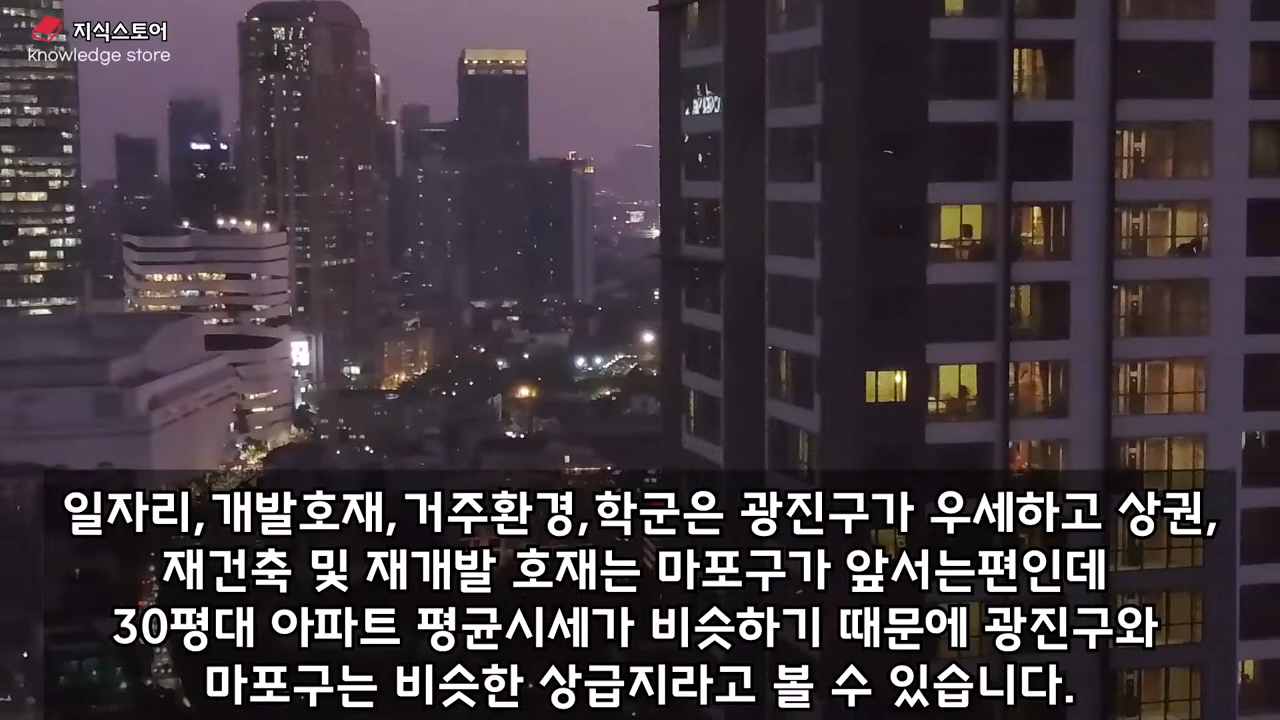 지식스토어
knowledge store
일자리,개발호재,거주환경,학군은 광진구가 우세하고 상권,
재건축 및 재개발 호재는 마포구가 앞서는편인데
30평대 아파트 평균시세가 비슷하기 때문에 광진구와
마포구는 비슷한 상급지라고 볼 수 있습니다.